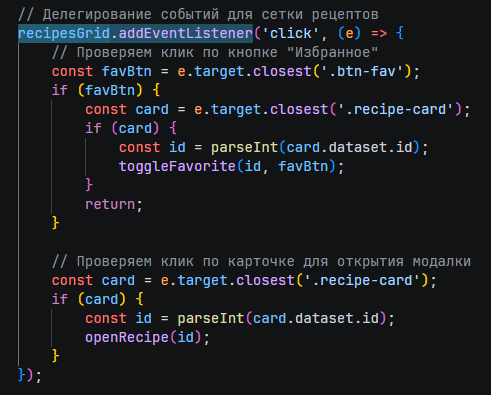 // Делегирование событий для сетки рецептов
recipesGrid.addEventListener('click', (e) => {
    // Проверяем клик по кнопке "Избранное"
    const favBtn = e.target.closest('.btn-fav');
    if (favBtn) {
        const card = e.target.closest('.recipe-card');
        if (card) {
            const id = parseInt(card.dataset.id);
            toggleFavorite(id, favBtn);
        }
        return;
    }

    // Проверяем клик по карточке для открытия модалки
    const card = e.target.closest('.recipe-card');
    if (card) {
        const id = parseInt(card.dataset.id);
        openRecipe(id);
    }
});